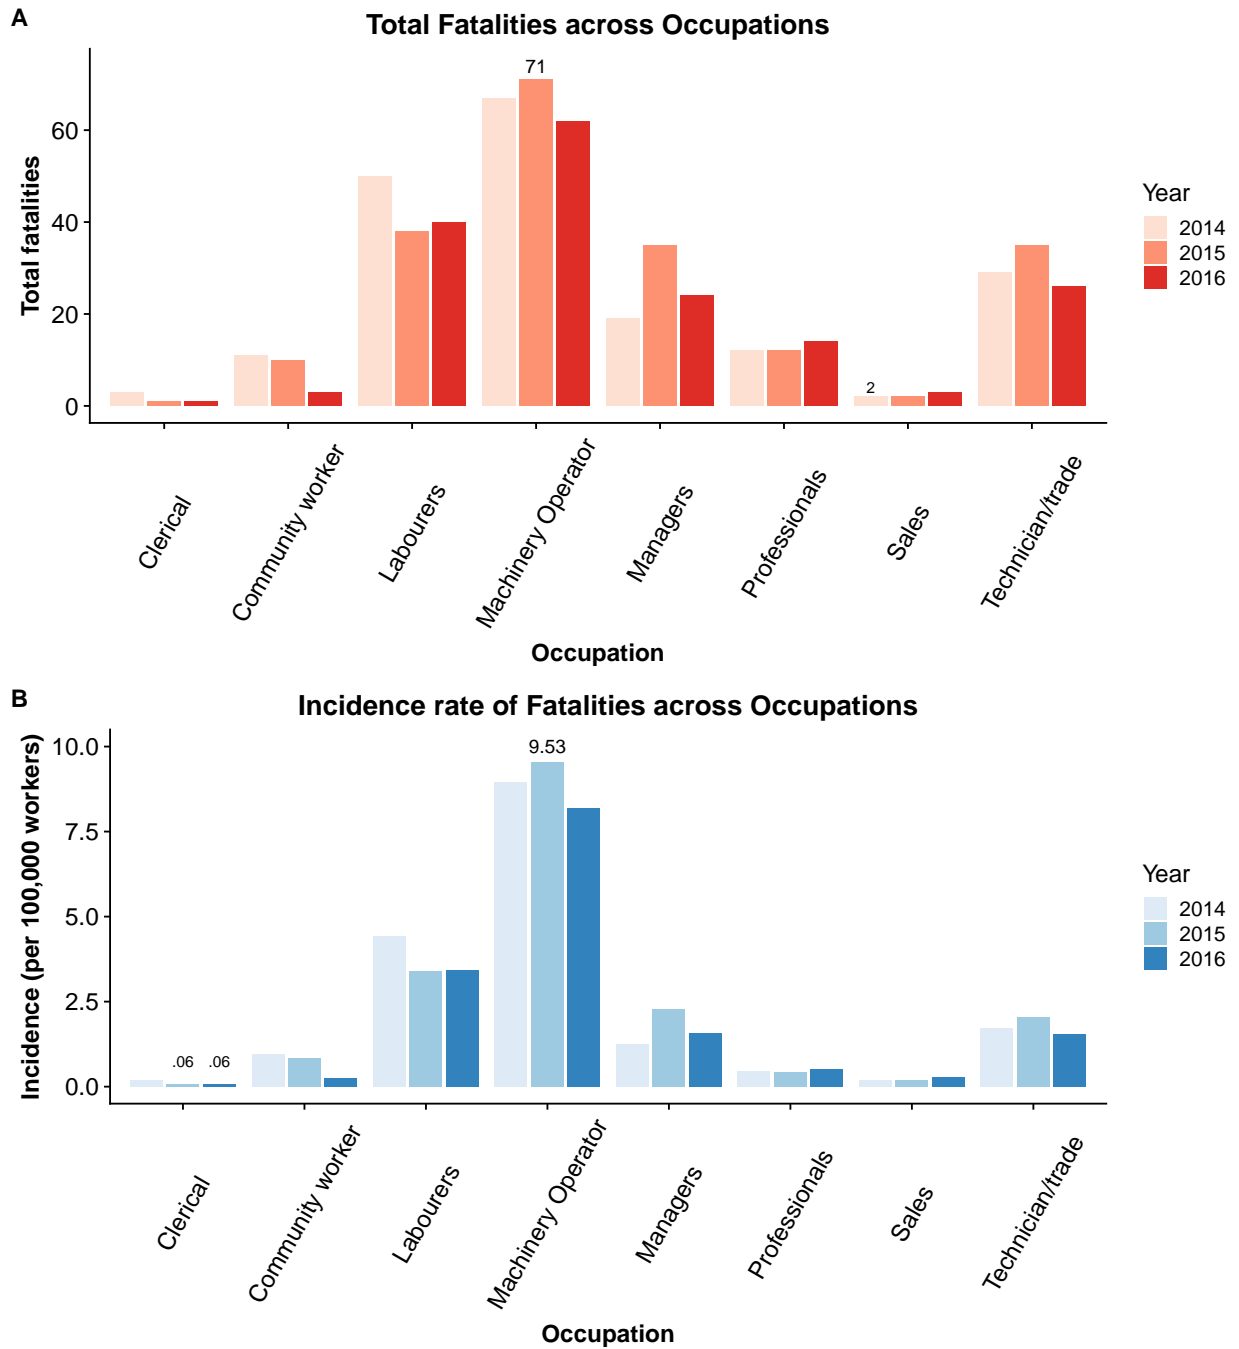 A
Total Fatalities across Occupations
Total fatalities
60
40
20
0
71
2
Clerical
Community worker
Labourers
Machinery Operator
Managers
Professionals
Sales
Technician/trade
Occupation
Year
2014
2015
2016
B
Incidence rate of Fatalities across Occupations
Incidence (per 100,000 workers)
10.0
7.5
5.0
2.5
0.0
.06
.06
9.53
Clerical
Community worker
Labourers
Machinery Operator
Managers
Professionals
Sales
Technician/trade
Occupation
Year
2014
2015
2016